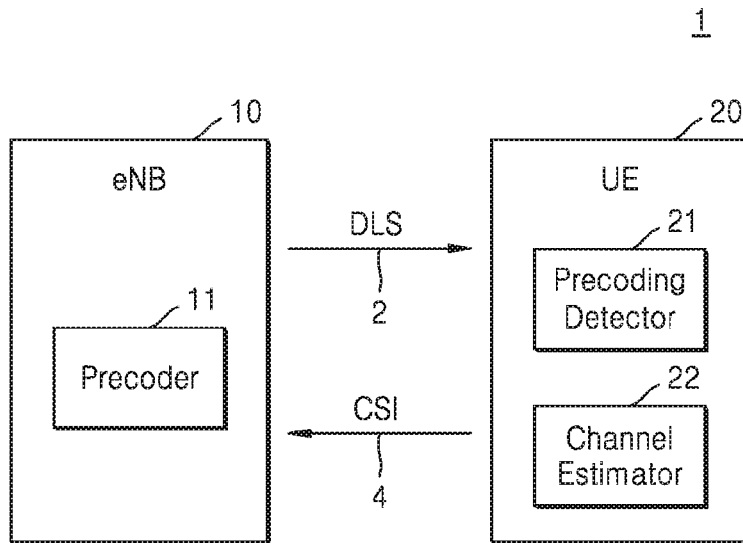 1
10
20
eNB
UE
DLS
2
21
Precoding
Detector
11
Precoder
CSI
4
22
Channel
Estimator